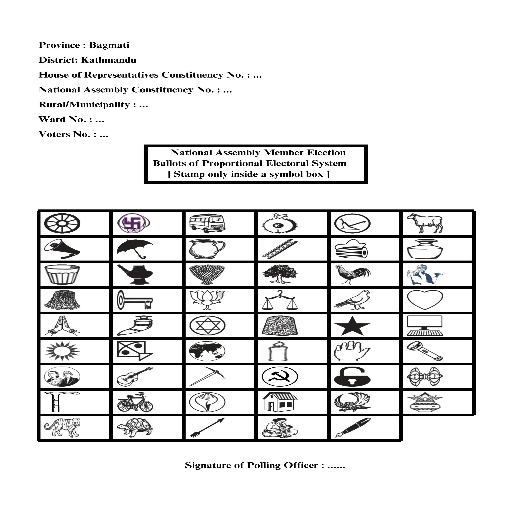 Province : Bagmati
District: Kathmandu
House of Representatives Constituency No. : ...
National Assembly Constituency No. : ...
Rural/Municipality : ...
Ward No. : ...
Voters No. : ...
National Assembly Member Election
Ballots of Proportional Electoral System
[ Stamp only inside a symbol box ]
Signature of Polling Officer : ......